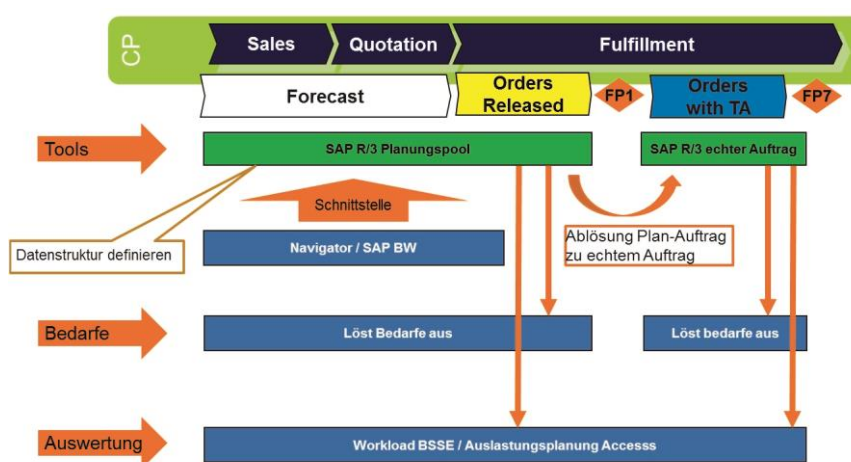 CP
Sales
Quotation
Fulfillment
Forecast
Orders
Released
FP1
Orders
with TA
FP7
Tools
SAP R/3 Planungspool
SAP R/3 echter Auftrag
Schnittstelle
Datenstruktur definieren
Navigator / SAP BW
Ablösung Plan-Auftrag
zu echtem Auftrag
Bedarfe
Löst Bedarfe aus
Löst bedarfe aus
Auswertung
Workload BSSE / Auslastungsplanung Accesss